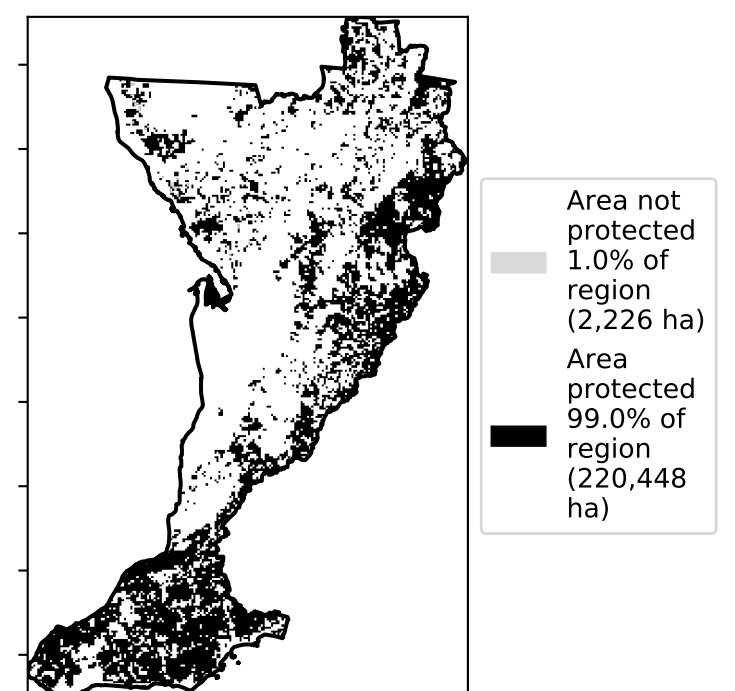 Area not
protected
1.0% of
region
(2,226 ha)
Area
protected
99.0% of
region
(220,448
ha)